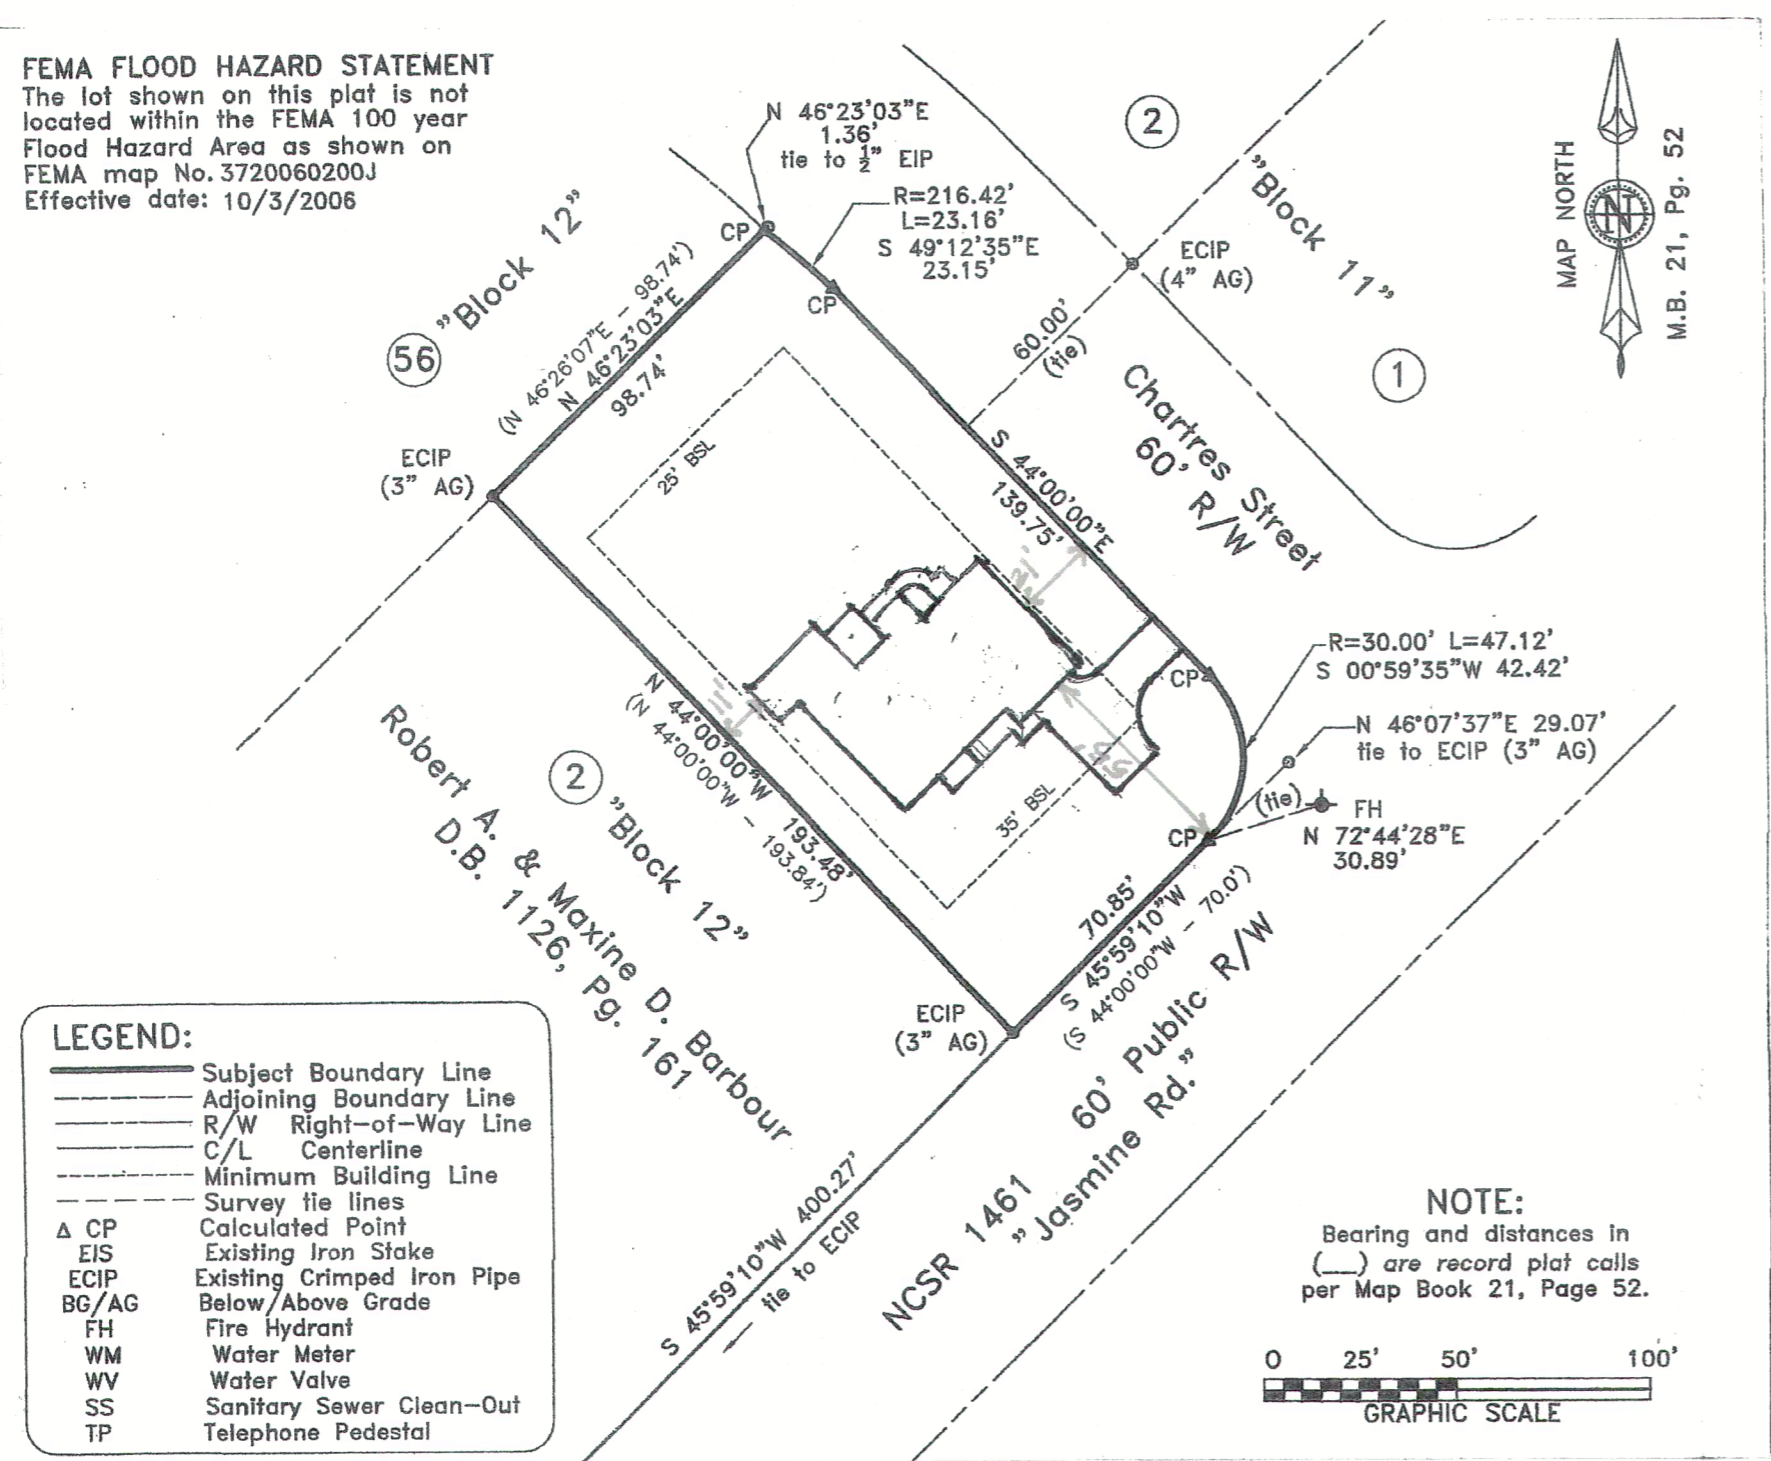 FEMA FLOOD HAZARD STATEMENT
The lot shown on this plat is not
located within the FEMA 100 year
Flood Hazard Area as shown on
FEMA map No. 3720060200J
Effective date: 10/3/2006
N 46°23'03"E
1.36'
tie to ½" EIP
R=216.42'
L=23.16'
S 49°12'35"E
23.15'
CP
CP
2
"Block 11"
ECIP
(4" AG)
1
MAP NORTH
N
M.B. 21, Pg. 52
"Block 12"
56
(N 46°26'07"E – 98.74')
N 46°23'03"E
98.74'
ECIP
(3" AG)
25' BSL
60.00'
(tie)
Chartres Street
60' R/W
S 44°00'00"E
139.75'
21'
R=30.00' L=47.12'
S 00°59'35"W 42.42'
CP
N 46°07'37"E 29.07'
tie to ECIP (3" AG)
(tie)
FH
N 72°44'28"E
30.89'
CP
11'
53'
35' BSL
N 44°00'00"W 193.48'
(N 44°00'00"W – 193.84')
2
"Block 12"
Robert A. & Maxine D. Barbour
D.B. 1126, Pg. 161
70.85'
S 45°59'10"W
(S 44°00'00"W – 70.0')
ECIP
(3" AG)
60' Public R/W
NCSR 1461
"Jasmine Rd."
S 45°59'10"W 400.27'
tie to ECIP
LEGEND:
Subject Boundary Line
Adjoining Boundary Line
R/W Right-of-Way Line
C/L Centerline
Minimum Building Line
Survey tie lines
Δ CP Calculated Point
EIS Existing Iron Stake
ECIP Existing Crimped Iron Pipe
BG/AG Below/Above Grade
FH Fire Hydrant
WM Water Meter
WV Water Valve
SS Sanitary Sewer Clean-Out
TP Telephone Pedestal
NOTE:
Bearing and distances in
(__) are record plat calls
per Map Book 21, Page 52.
0 25' 50' 100'
GRAPHIC SCALE